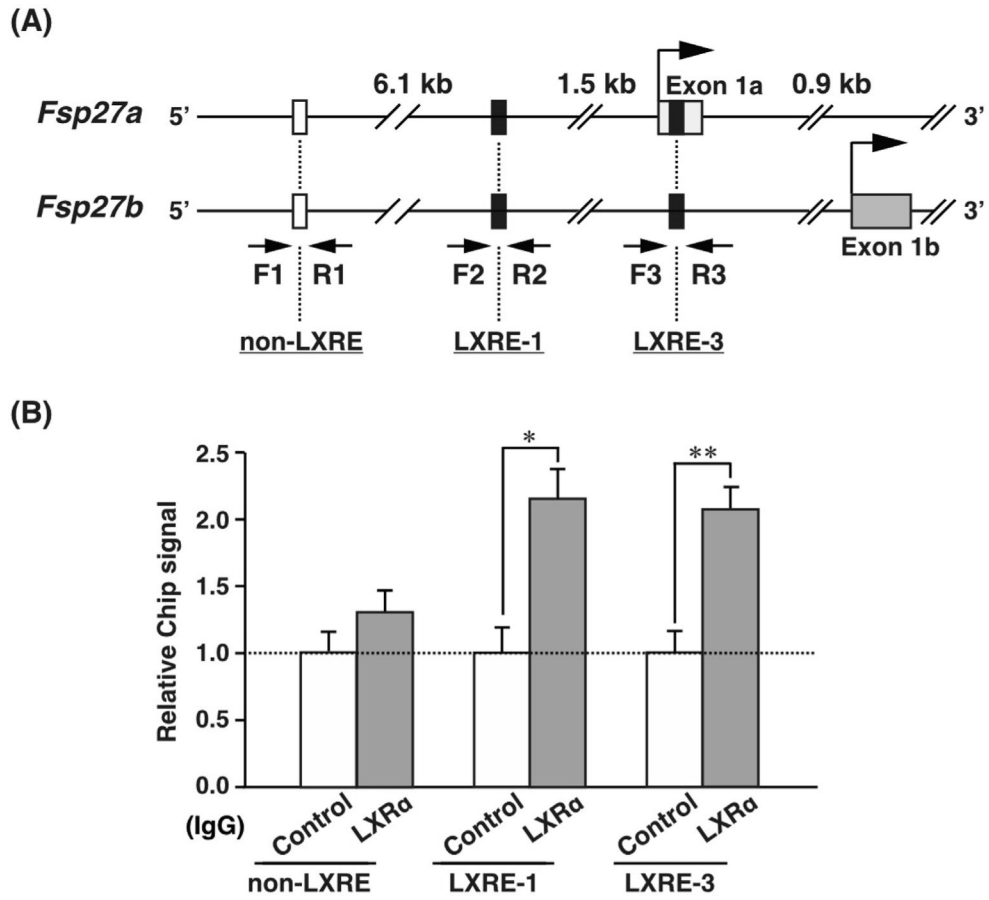 (A)
6.1 kb 1.5 kb Exon 1a 0.9 kb
Fsp27a 5’ 3’
Fsp27b 5’ 3’
Exon 1b
F1 R1 F2 R2 F3 R3
non-LXRE LXRE-1 LXRE-3
(B)
Relative Chip signal
2.5
2.0
1.5
1.0
0.5
0.0
* **
(IgG) Control LXRα Control LXRα Control LXRα
non-LXRE LXRE-1 LXRE-3